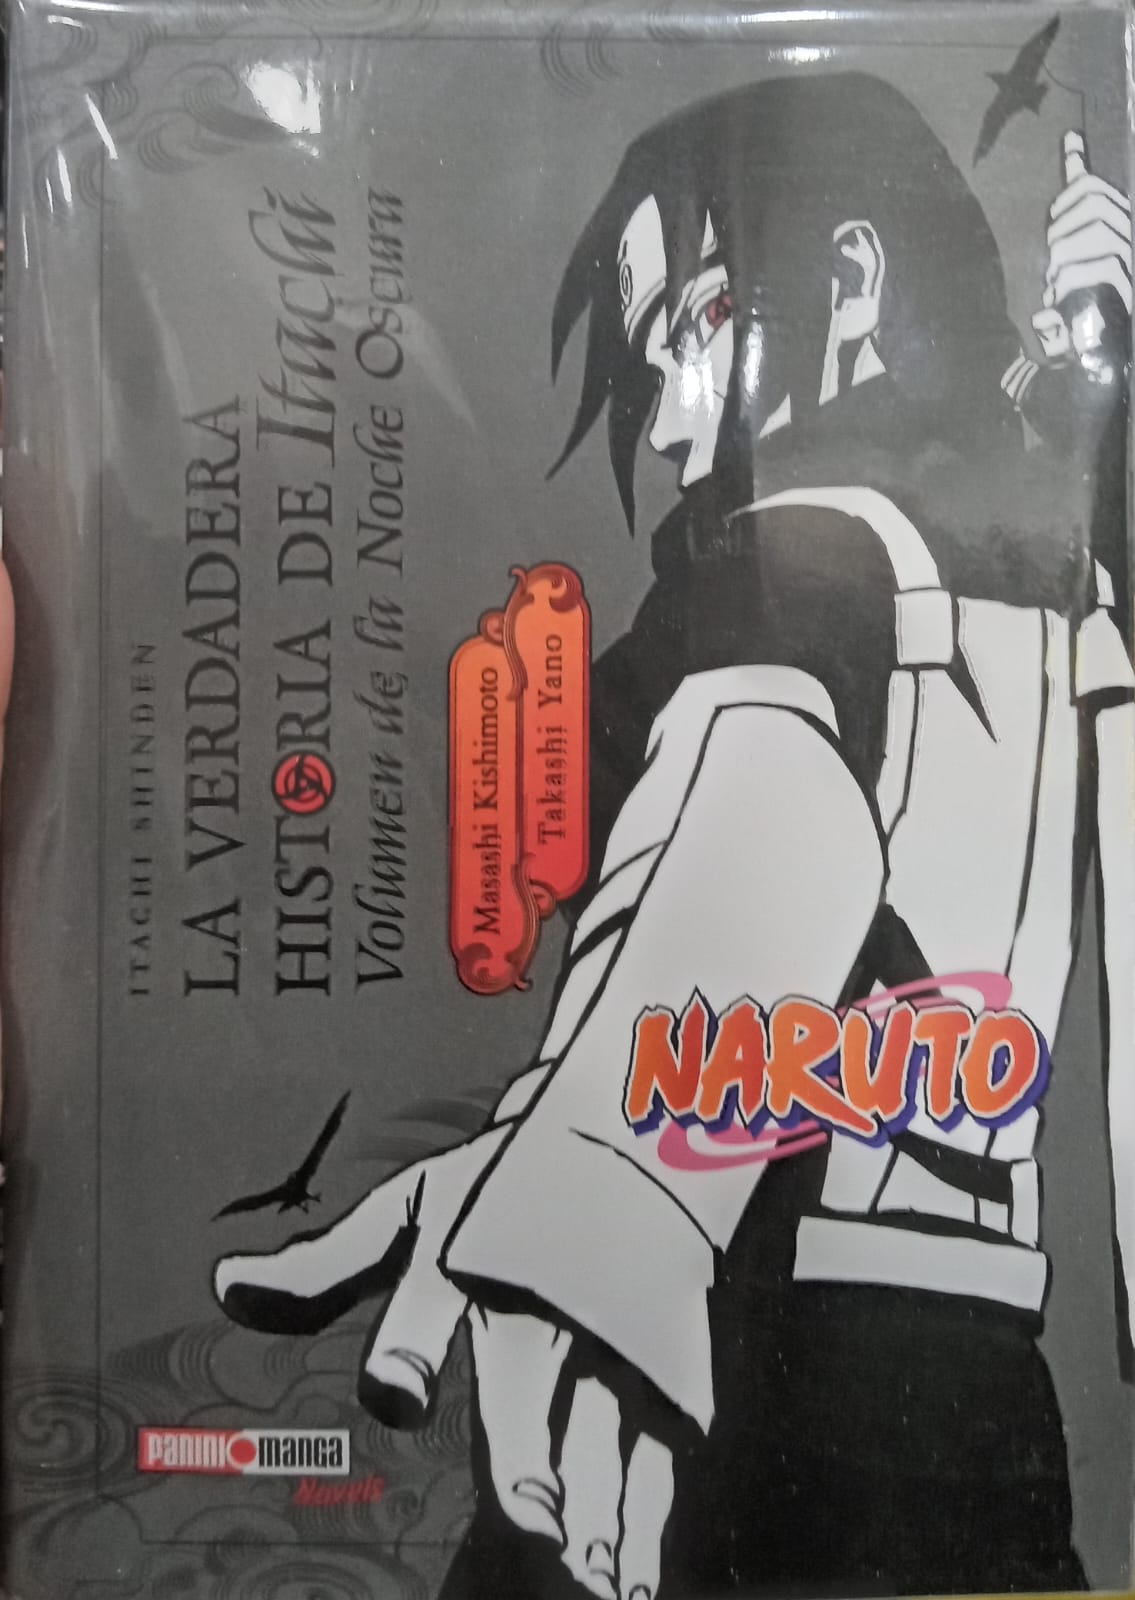 ITACHI SHINDEN
LA VERDADERA
HISTORIA DE Itachi
Volumen de la Noche Oscura
Masashi Kishimoto
Takashi Yano
NARUTO
PANINI MANGA
Novels